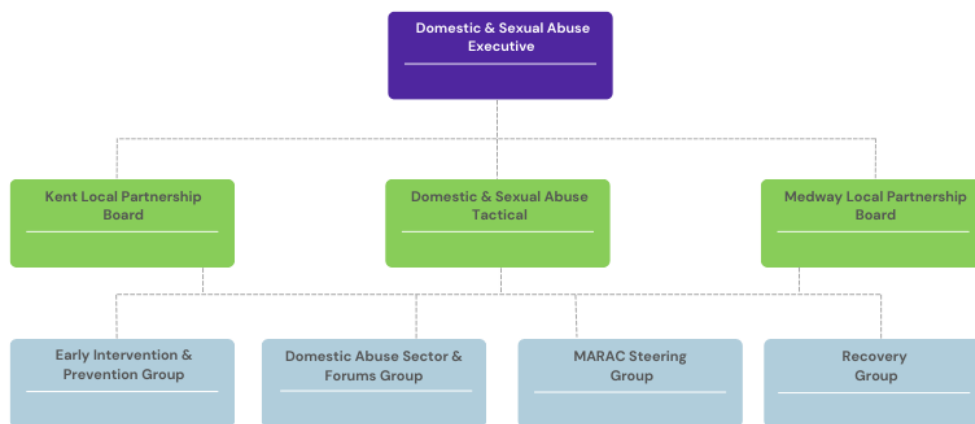 Domestic & Sexual Abuse
Executive
Kent Local Partnership
Board
Domestic & Sexual Abuse
Tactical
Medway Local Partnership
Board
Early Intervention &
Prevention Group
Domestic Abuse Sector &
Forums Group
MARAC Steering
Group
Recovery
Group